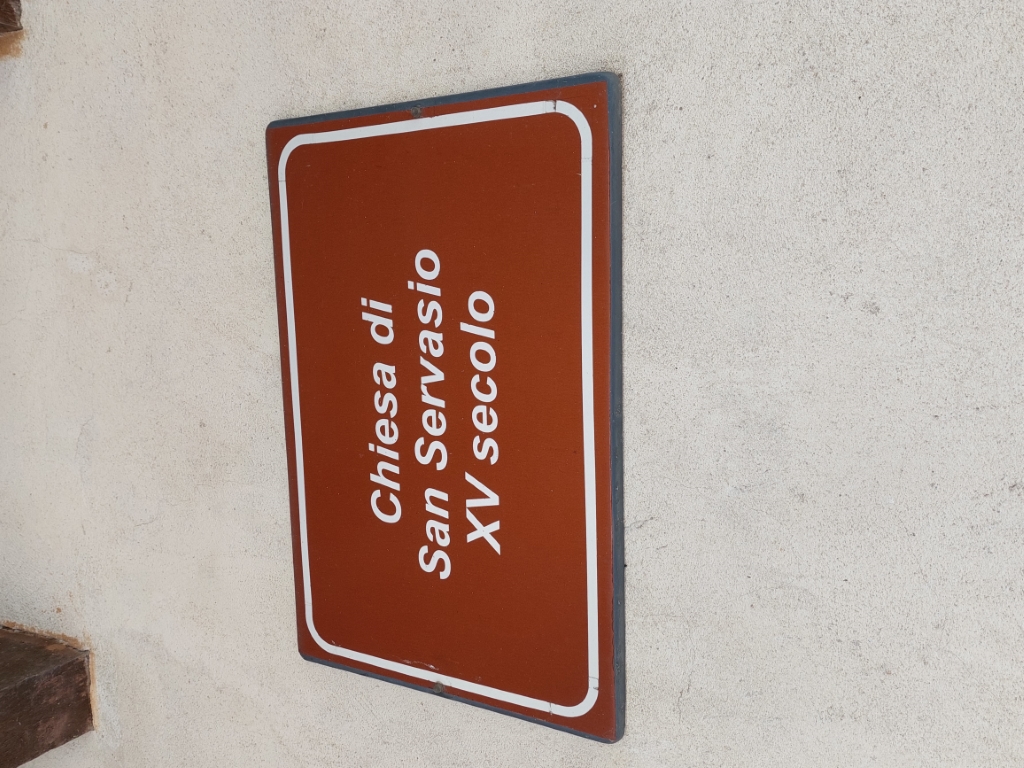 Chiesa di
San Servasio
XV secolo